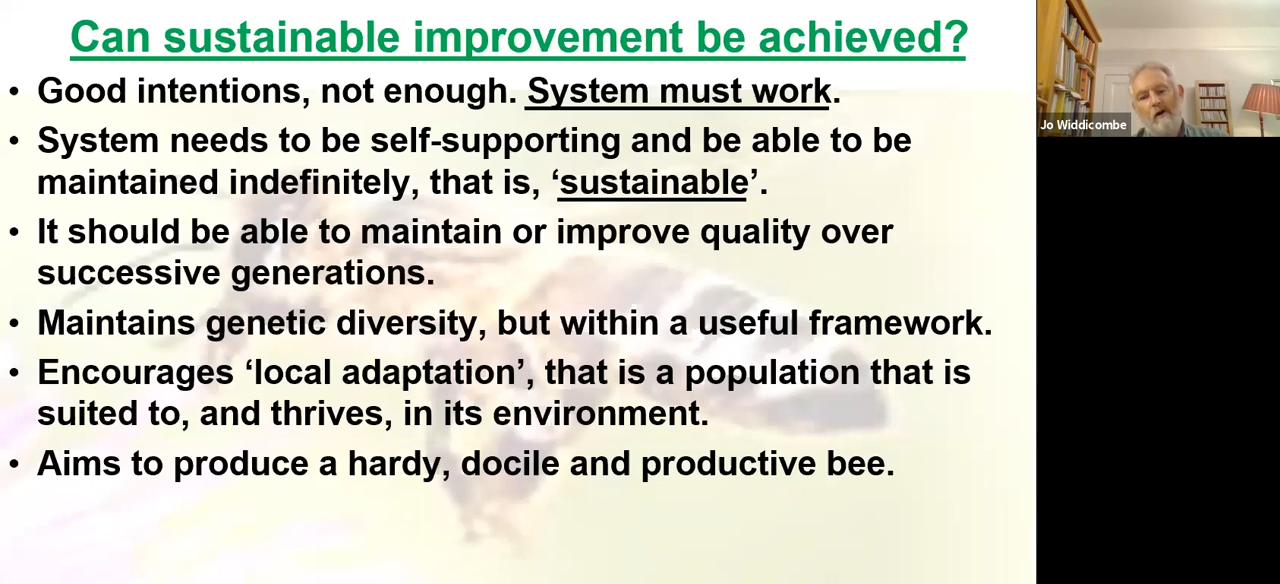 Can sustainable improvement be achieved?
• Good intentions, not enough. System must work.
• System needs to be self-supporting and be able to be
maintained indefinitely, that is, ‘sustainable’.
• It should be able to maintain or improve quality over
successive generations.
• Maintains genetic diversity, but within a useful framework.
• Encourages ‘local adaptation’, that is a population that is
suited to, and thrives, in its environment.
• Aims to produce a hardy, docile and productive bee.
Jo Widdicombe